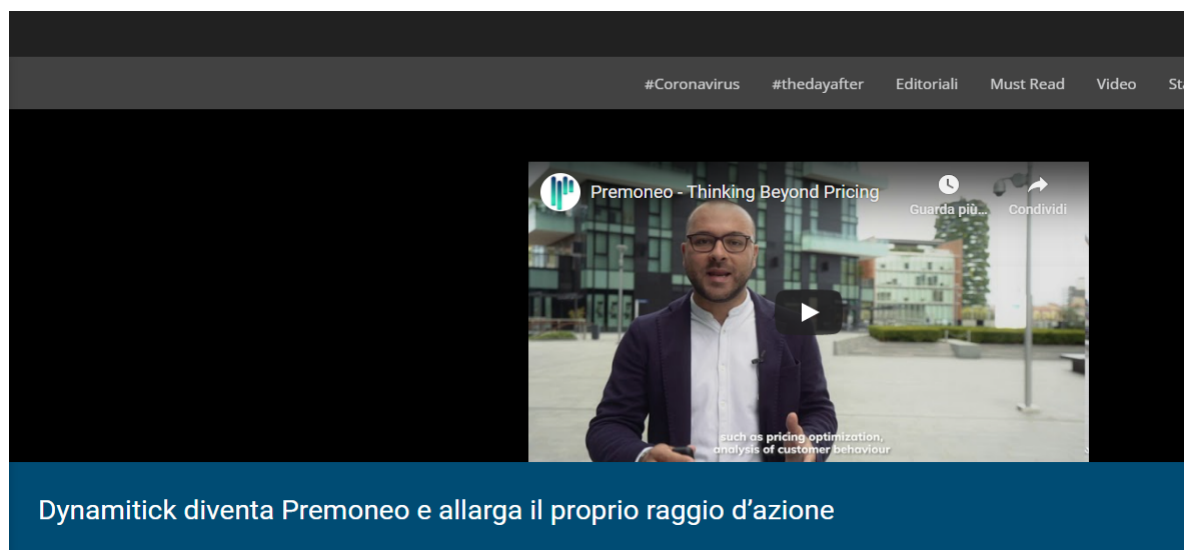 #Coronavirus #thedayafter Editoriali Must Read Video
Premoneo - Thinking Beyond Pricing
Guarda più... Condividi
such as pricing optimization,
analysis of customer behaviour
Dynamitick diventa Premoneo e allarga il proprio raggio d’azione